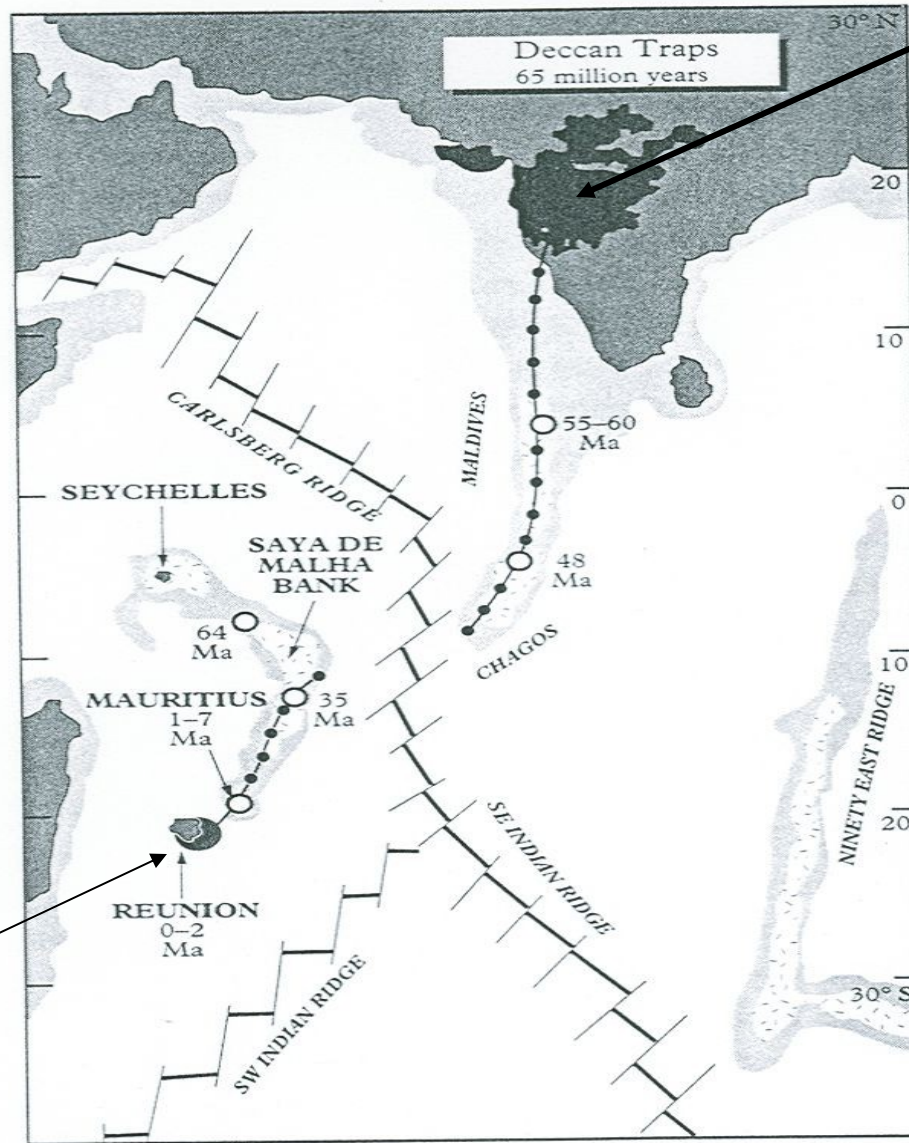 30° N
Deccan Traps
65 million years
20
10
MALDIVES
55–60
Ma
CARLSBERG RIDGE
0
SEYCHELLES
SAYA DE
MALHA
BANK
48
Ma
64
Ma
CHAGOS
10
MAURITIUS
1–7
Ma
35
Ma
NINETY EAST RIDGE
SE INDIAN RIDGE
20
REUNION
0–2
Ma
SW INDIAN RIDGE
30° S